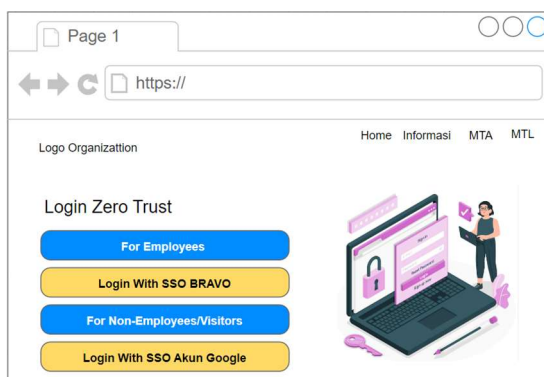 Page 1
https://
Home Informasi MTA MTL
Logo Organizattion
Login Zero Trust
For Employees
Login With SSO BRAVO
For Non-Employees/Visitors
Login With SSO Akun Google